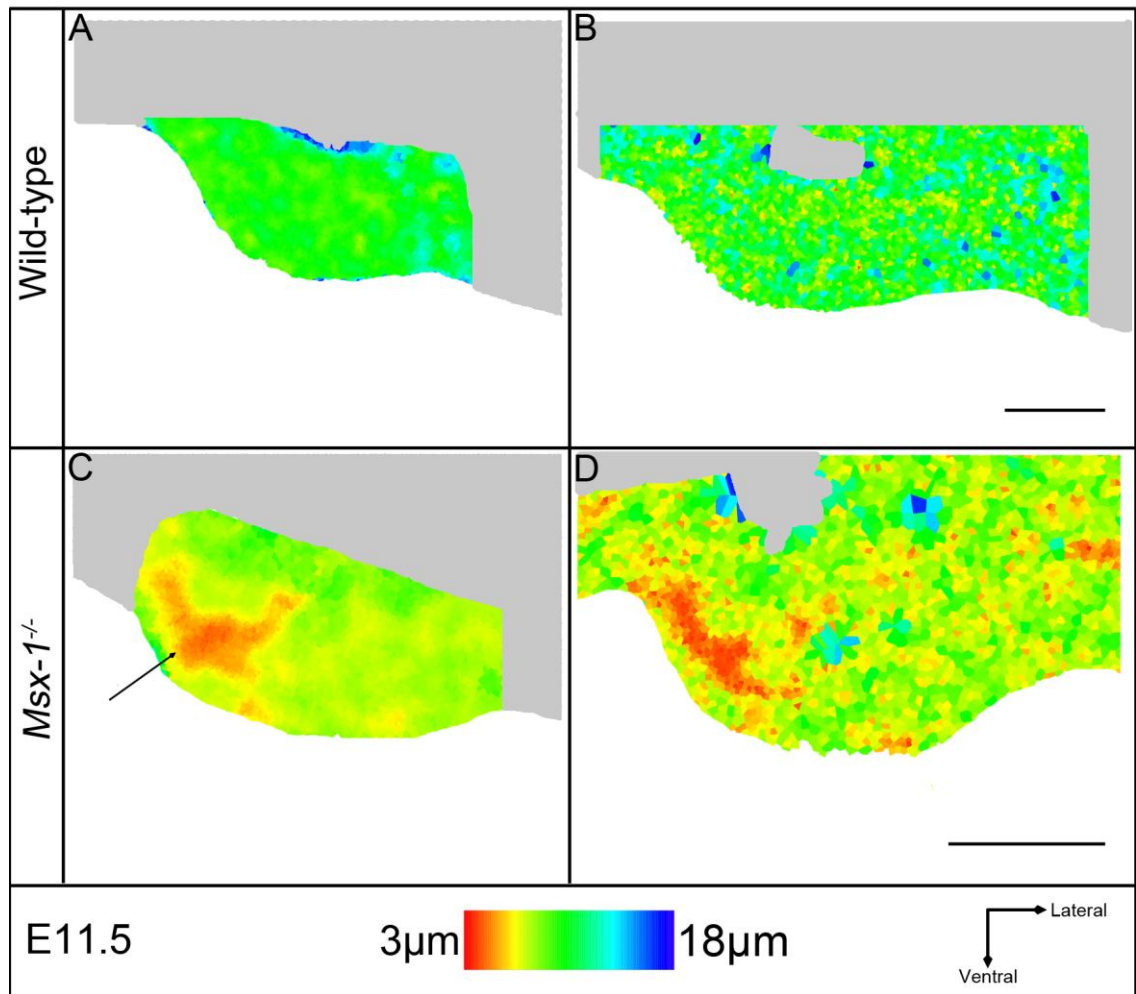 A
B
Wild-type
C
D
Msx-1-/-
E11.5
3µm
18µm
Lateral
Ventral